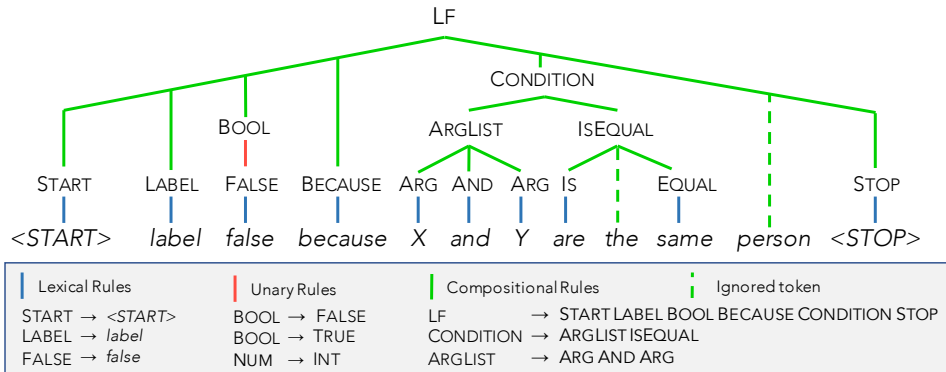 LF
CONDITION
BOOL ARGLIST ISEQUAL
START LABEL FALSE BECAUSE ARG AND ARG IS EQUAL STOP
<START> label false because X and Y are the same person <STOP>
Lexical Rules Unary Rules Compositional Rules Ignored token
START → <START> BOOL → FALSE LF → START LABEL BOOL BECAUSE CONDITION STOP
LABEL → label BOOL → TRUE CONDITION → ARGLIST ISEQUAL
FALSE → false NUM → INT ARGLIST → ARG AND ARG